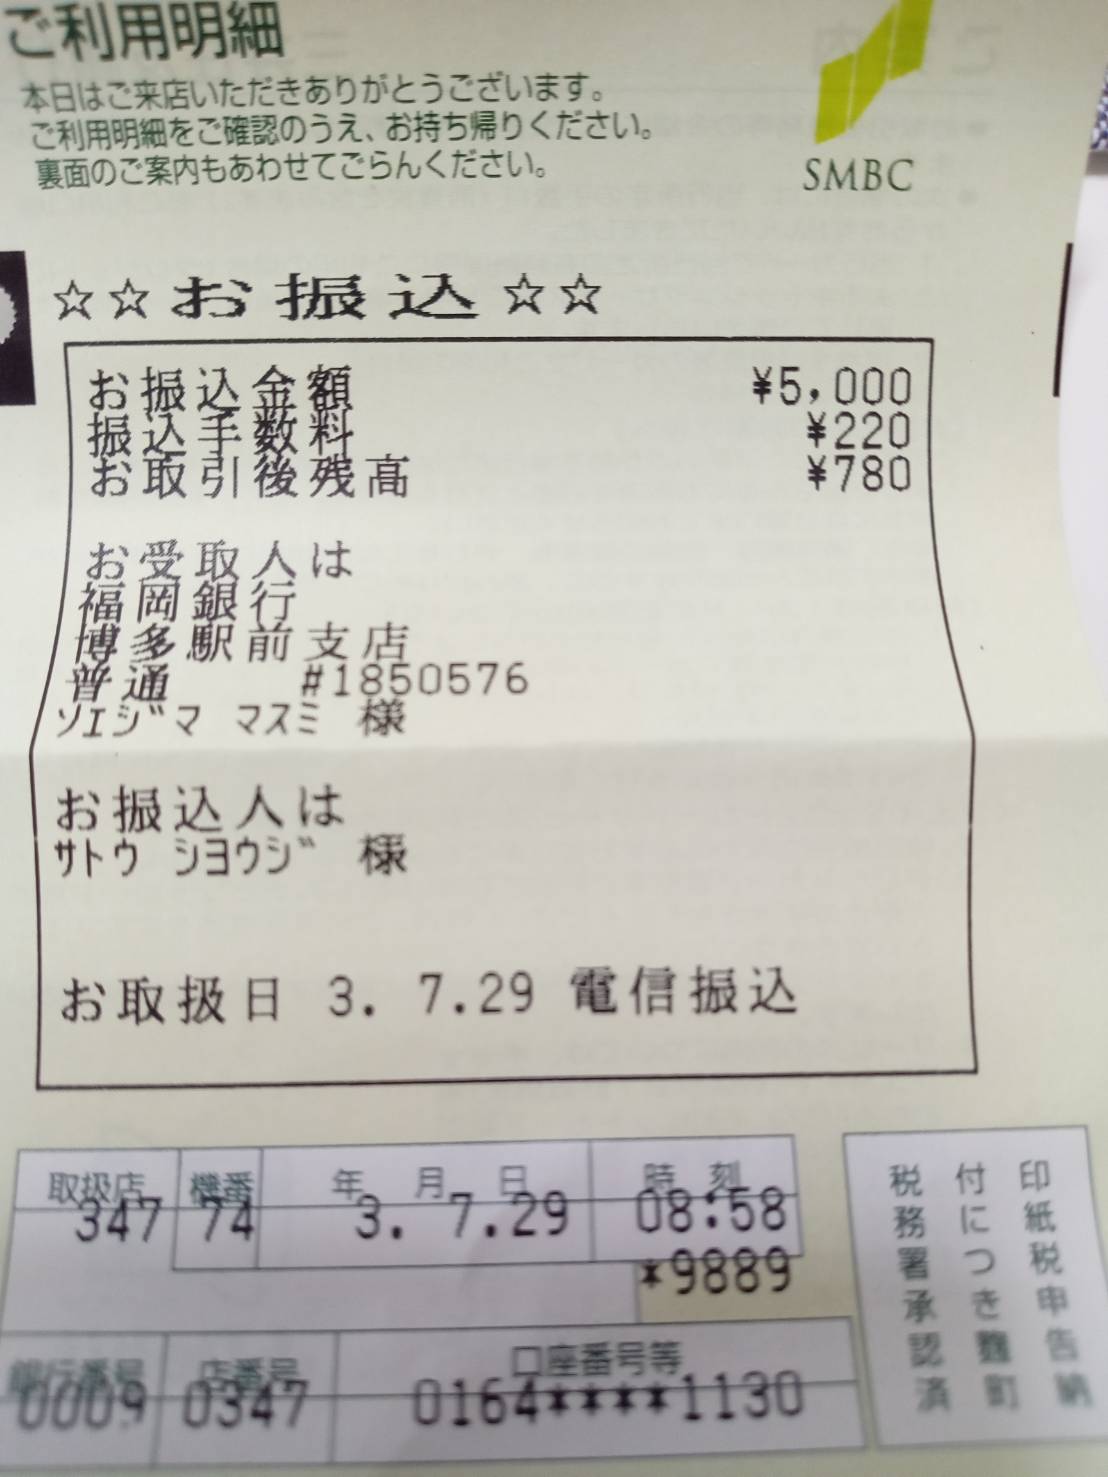 ご利用明細
本日はご来店いただきありがとうございます。
ご利用明細をご確認のうえ、お持ち帰りください。
裏面のご案内もあわせてごらんください。
SMBC
☆☆お振込☆☆
お振込金額 ¥5,000
振込手数料 ¥220
お取引後残高 ¥780
お受取人は
福岡銀行
博多駅前支店
普通 #1850576
ソエジマ マスミ 様
お振込人は
サトウ シヨウジ 様
お取扱日 3. 7.29 電信振込
取扱店 機番 年 月 日 時 刻
347 74 3. 7.29 08:58
*9889
銀行番号 店番号 口座番号等
0009 0347 0164****1130
印紙税申告納
付につき麹町
税務署承認済